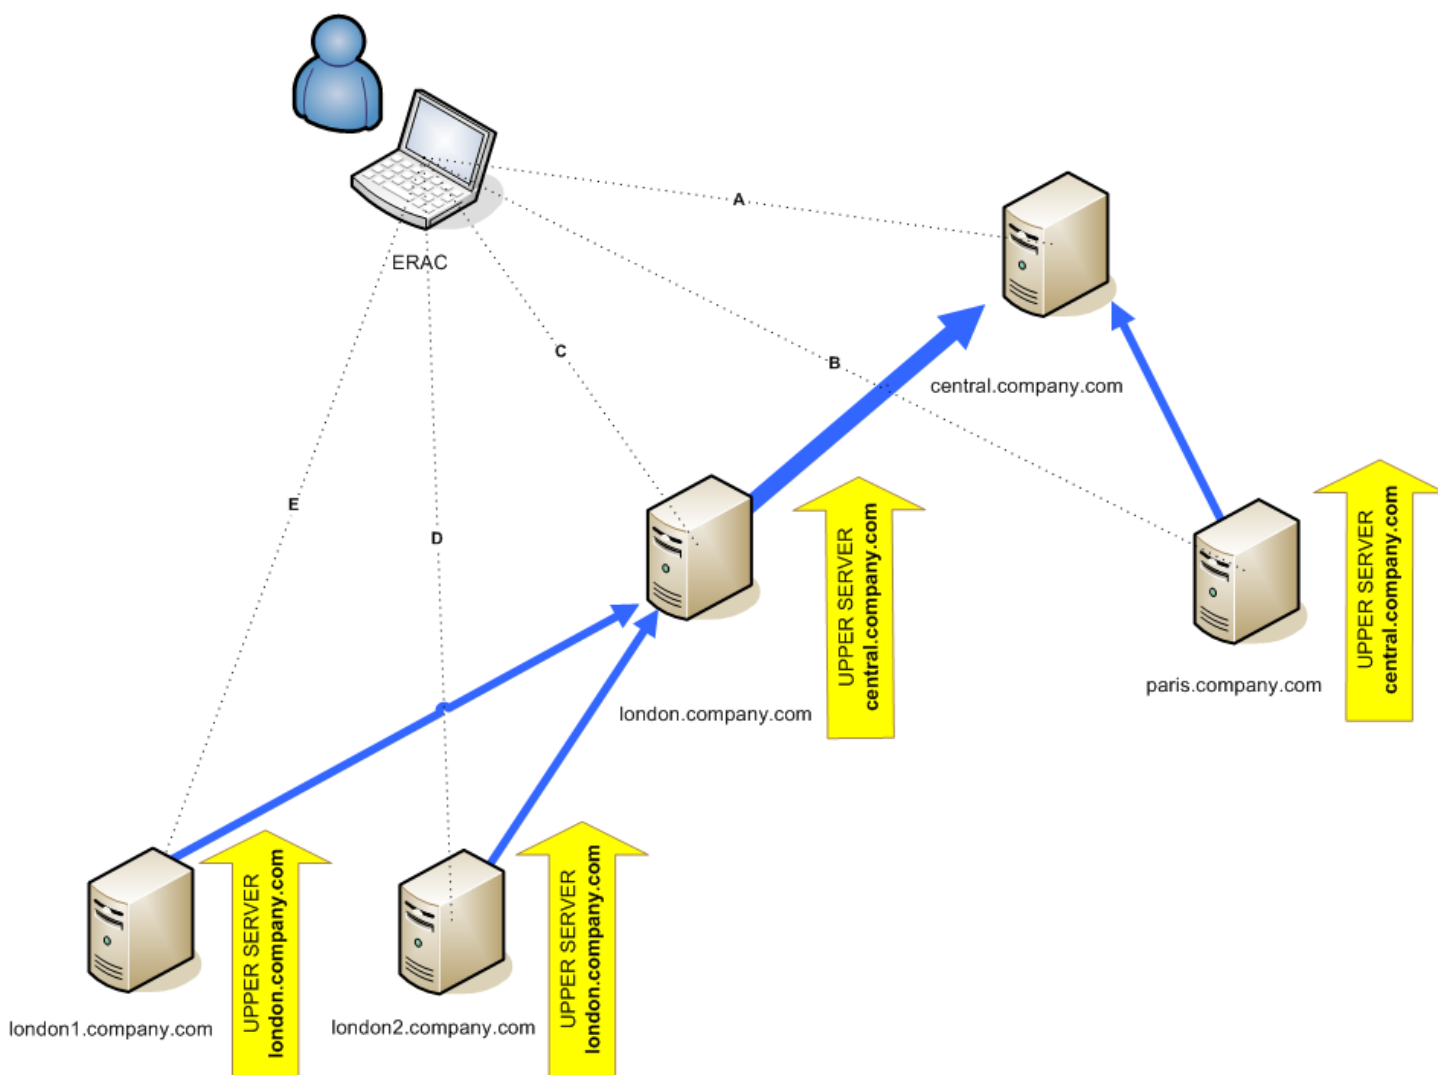 A
ERAC
C
B
central.company.com
E
D
UPPER SERVER
central.company.com
UPPER SERVER
central.company.com
paris.company.com
london.company.com
UPPER SERVER
london.company.com
UPPER SERVER
london.company.com
london1.company.com
london2.company.com